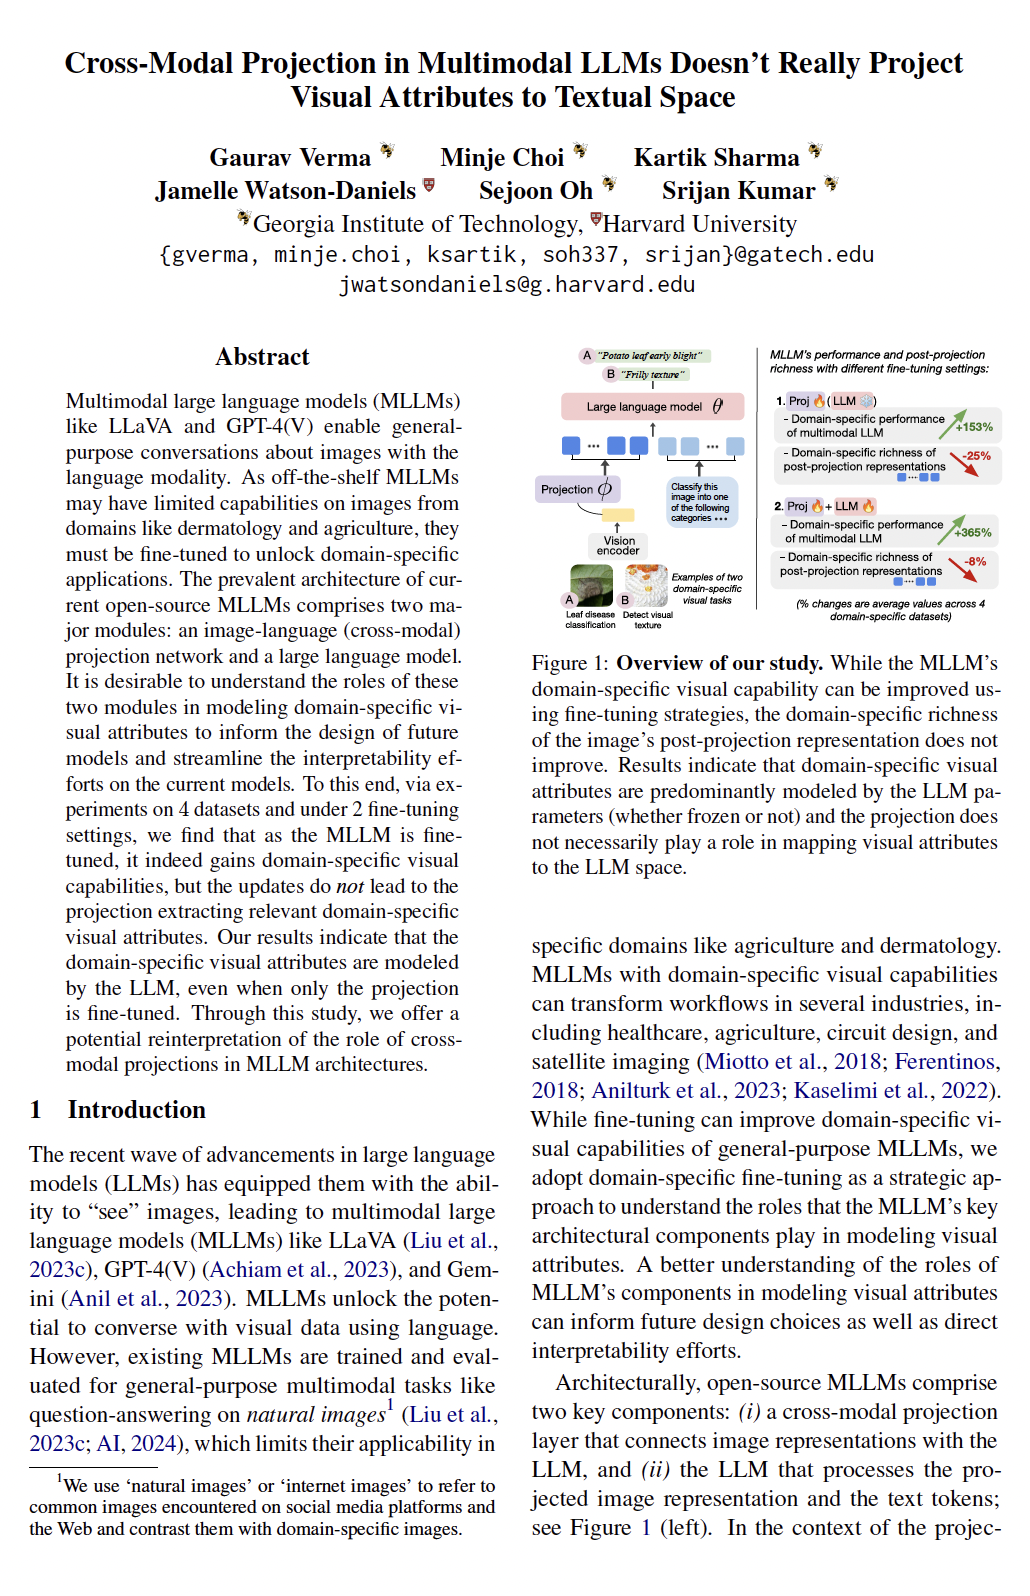 Cross-Modal Projection in Multimodal LLMs Doesn't Really Project
Visual Attributes to Textual Space
Gaurav Verma Minje Choi Kartik Sharma
Jamelle Watson-Daniels Sejoon Oh Srijan Kumar
Georgia Institute of Technology, Harvard University
{gverma, minje.choi, ksartik, soh337, srijan}@gatech.edu
jwatsondaniels@g.harvard.edu
Abstract
Multimodal large language models (MLLMs)
like LLaVA and GPT-4(V) enable general-
purpose conversations about images with the
language modality. As off-the-shelf MLLMs
may have limited capabilities on images from
domains like dermatology and agriculture, they
must be fine-tuned to unlock domain-specific
applications. The prevalent architecture of cur-
rent open-source MLLMs comprises two ma-
jor modules: an image-language (cross-modal)
projection network and a large language model.
It is desirable to understand the roles of these
two modules in modeling domain-specific vi-
sual attributes to inform the design of future
models and streamline the interpretability ef-
forts on the current models. To this end, via ex-
periments on 4 datasets and under 2 fine-tuning
settings, we find that as the MLLM is fine-
tuned, it indeed gains domain-specific visual
capabilities, but the updates do not lead to the
projection extracting relevant domain-specific
visual attributes. Our results indicate that the
domain-specific visual attributes are modeled
by the LLM, even when only the projection
is fine-tuned. Through this study, we offer a
potential reinterpretation of the role of cross-
modal projections in MLLM architectures.
1 Introduction
The recent wave of advancements in large language
models (LLMs) has equipped them with the abil-
ity to “see” images, leading to multimodal large
language models (MLLMs) like LLaVA (Liu et al.,
2023c), GPT-4(V) (Achiam et al., 2023), and Gem-
ini (Anil et al., 2023). MLLMs unlock the poten-
tial to converse with visual data using language.
However, existing MLLMs are trained and eval-
uated for general-purpose multimodal tasks like
question-answering on natural images1 (Liu et al.,
2023c; AI, 2024), which limits their applicability in
1We use ‘natural images’ or ‘internet images’ to refer to
common images encountered on social media platforms and
the Web and contrast them with domain-specific images.
A "Potato leaf early blight"
B "Frilly texture"
Large language model θ
Projection ϕ
Classify this
image into one
of the following
categories •••
Vision
encoder
A
B
Examples of two
domain-specific
visual tasks
Leaf disease
classification
Detect visual
texture
MLLM's performance and post-projection
richness with different fine-tuning settings:
1. Proj (LLM )
- Domain-specific performance
of multimodal LLM
+153%
- Domain-specific richness of
post-projection representations
-25%
2. Proj + LLM
- Domain-specific performance
of multimodal LLM
+365%
- Domain-specific richness of
post-projection representations
-8%
(% changes are average values across 4
domain-specific datasets)
Figure 1: Overview of our study. While the MLLM's
domain-specific visual capability can be improved us-
ing fine-tuning strategies, the domain-specific richness
of the image's post-projection representation does not
improve. Results indicate that domain-specific visual
attributes are predominantly modeled by the LLM pa-
rameters (whether frozen or not) and the projection does
not necessarily play a role in mapping visual attributes
to the LLM space.
specific domains like agriculture and dermatology.
MLLMs with domain-specific visual capabilities
can transform workflows in several industries, in-
cluding healthcare, agriculture, circuit design, and
satellite imaging (Miotto et al., 2018; Ferentinos,
2018; Anilturk et al., 2023; Kaselimi et al., 2022).
While fine-tuning can improve domain-specific vi-
sual capabilities of general-purpose MLLMs, we
adopt domain-specific fine-tuning as a strategic ap-
proach to understand the roles that the MLLM's key
architectural components play in modeling visual
attributes. A better understanding of the roles of
MLLM's components in modeling visual attributes
can inform future design choices as well as direct
interpretability efforts.
Architecturally, open-source MLLMs comprise
two key components: (i) a cross-modal projection
layer that connects image representations with the
LLM, and (ii) the LLM that processes the pro-
jected image representation and the text tokens;
see Figure 1 (left). In the context of the projec-